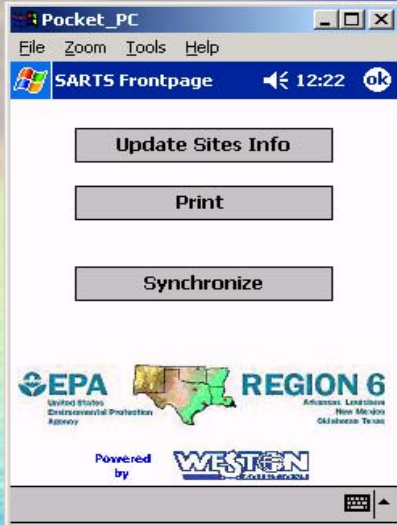 Pocket_PC
File Zoom Tools Help
SARTS Frontpage 12:22 ok
Update Sites Info
Print
Synchronize
EPA
United States
Environmental Protection
Agency
REGION 6
Arkansas Louisiana
New Mexico
Oklahoma Texas
Powered
by
WESTON